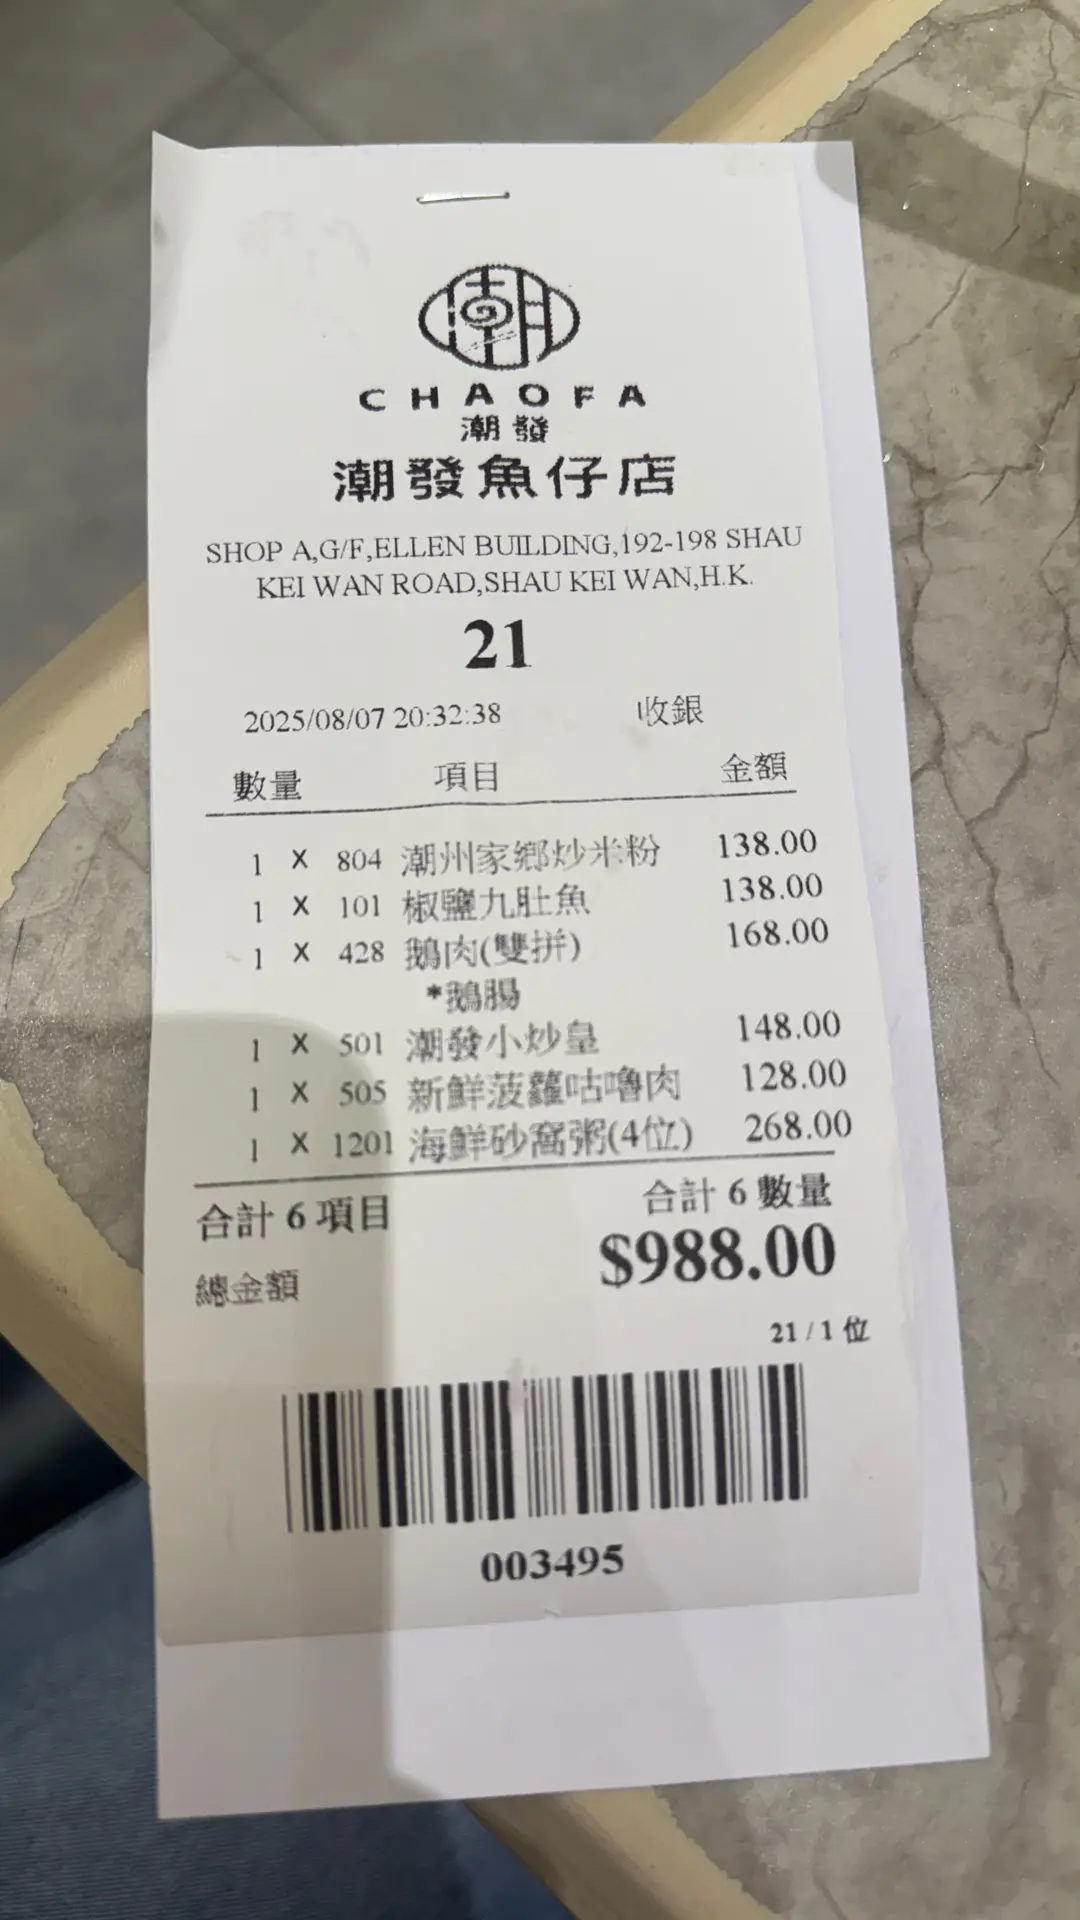 潮
CHAOFA
潮發
潮發魚仔店
SHOP A,G/F,ELLEN BUILDING,192-198 SHAU
KEI WAN ROAD,SHAU KEI WAN,H.K.
21
2025/08/07 20:32:38 收銀
數量 項目 金額
1 X 804 潮州家鄉炒米粉 138.00
1 X 101 椒鹽九肚魚 138.00
1 X 428 鵝肉(雙拼) 168.00
*鵝腸
1 X 501 潮發小炒皇 148.00
1 X 505 新鮮菠蘿咕嚕肉 128.00
1 X 1201 海鮮砂窩粥(4位) 268.00
合計 6 項目 合計 6 數量
總金額 $988.00
21 / 1 位
003495